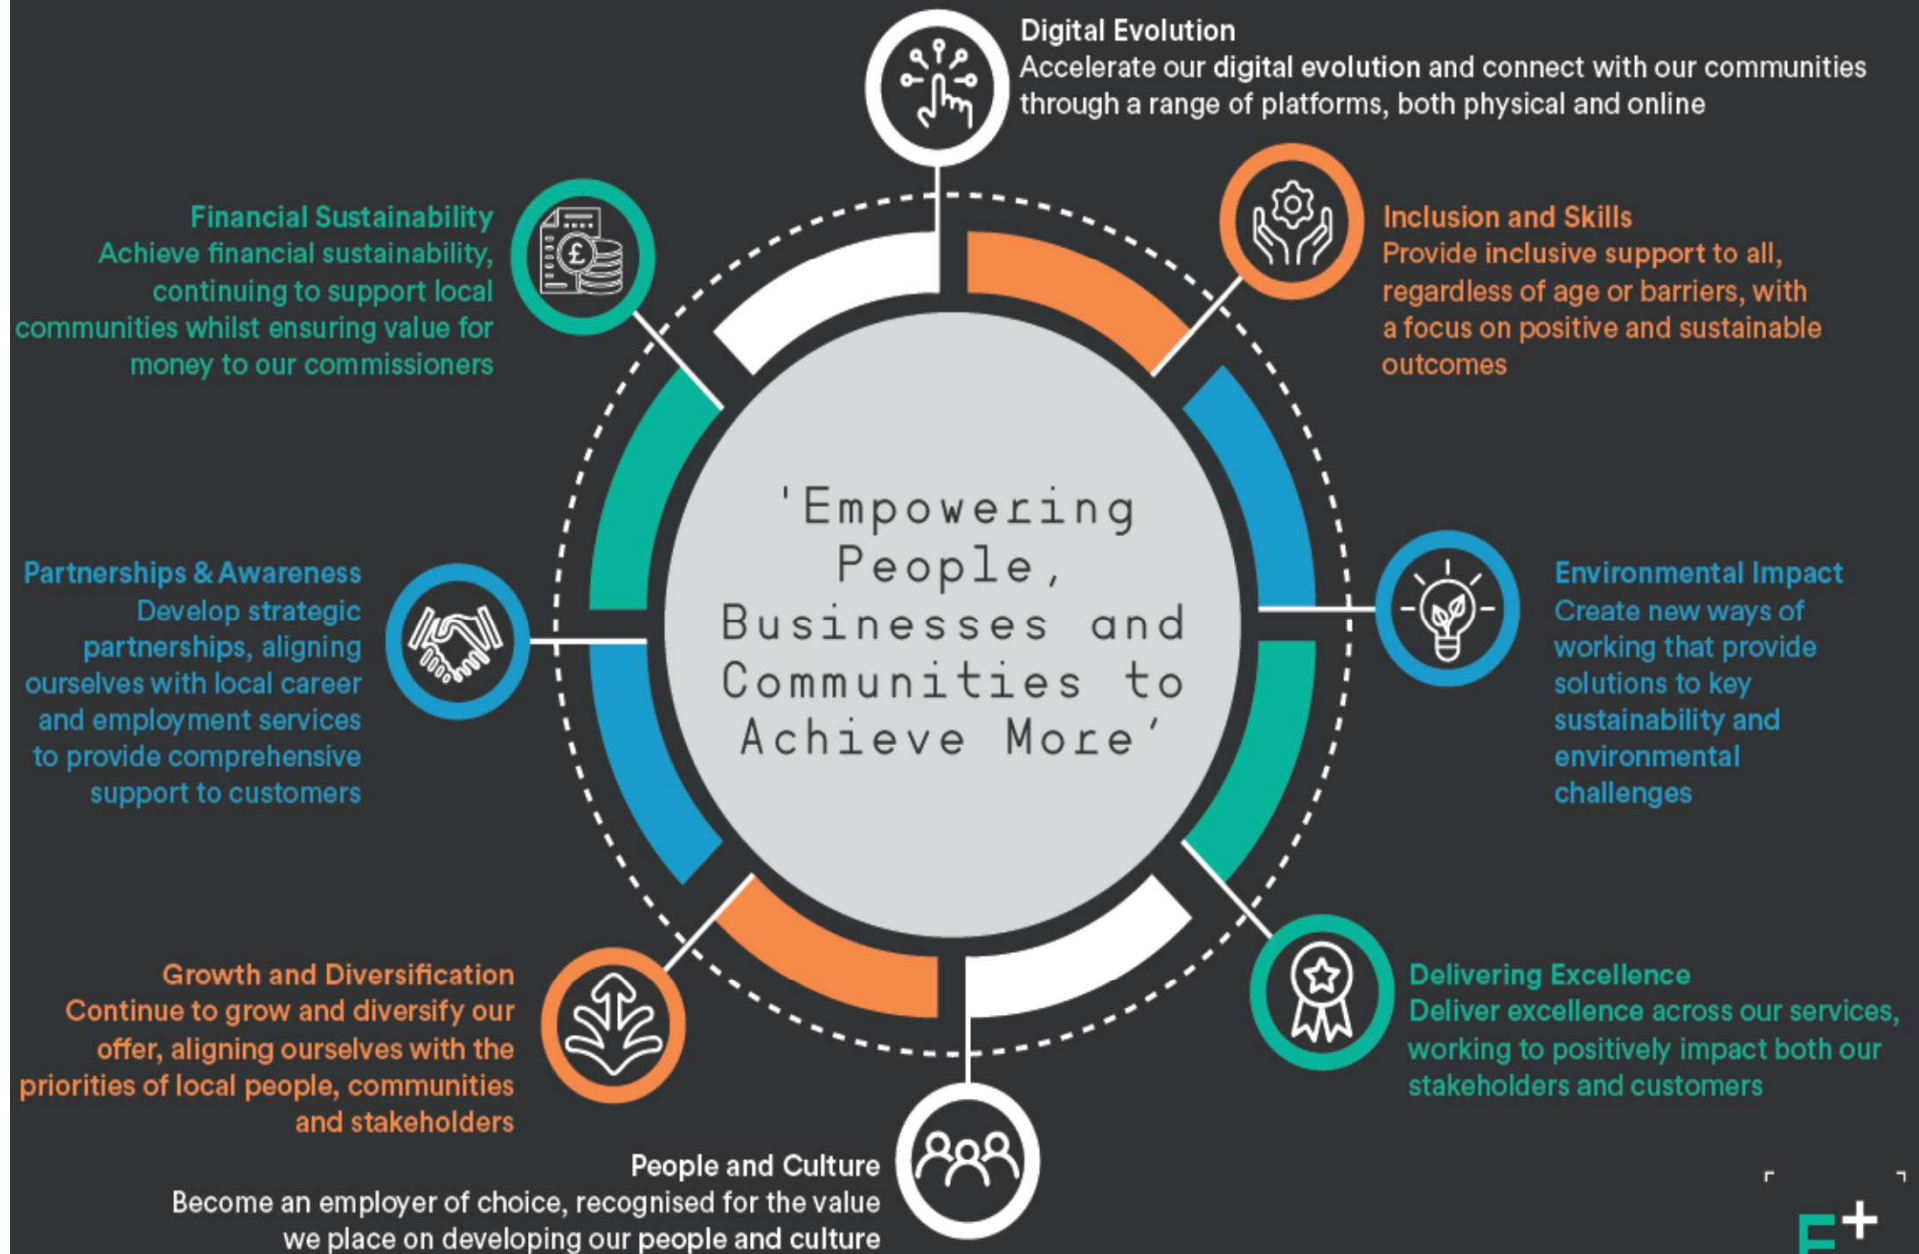 Digital Evolution
Accelerate our digital evolution and connect with our communities
through a range of platforms, both physical and online
Inclusion and Skills
Provide inclusive support to all,
regardless of age or barriers, with
a focus on positive and sustainable
outcomes
Environmental Impact
Create new ways of
working that provide
solutions to key
sustainability and
environmental
challenges
Delivering Excellence
Deliver excellence across our services,
working to positively impact both our
stakeholders and customers
People and Culture
Become an employer of choice, recognised for the value
we place on developing our people and culture
Growth and Diversification
Continue to grow and diversify our
offer, aligning ourselves with the
priorities of local people, communities
and stakeholders
Partnerships & Awareness
Develop strategic
partnerships, aligning
ourselves with local career
and employment services
to provide comprehensive
support to customers
Financial Sustainability
Achieve financial sustainability,
continuing to support local
communities whilst ensuring value for
money to our commissioners
£
'Empowering
People,
Businesses and
Communities to
Achieve More'
E+